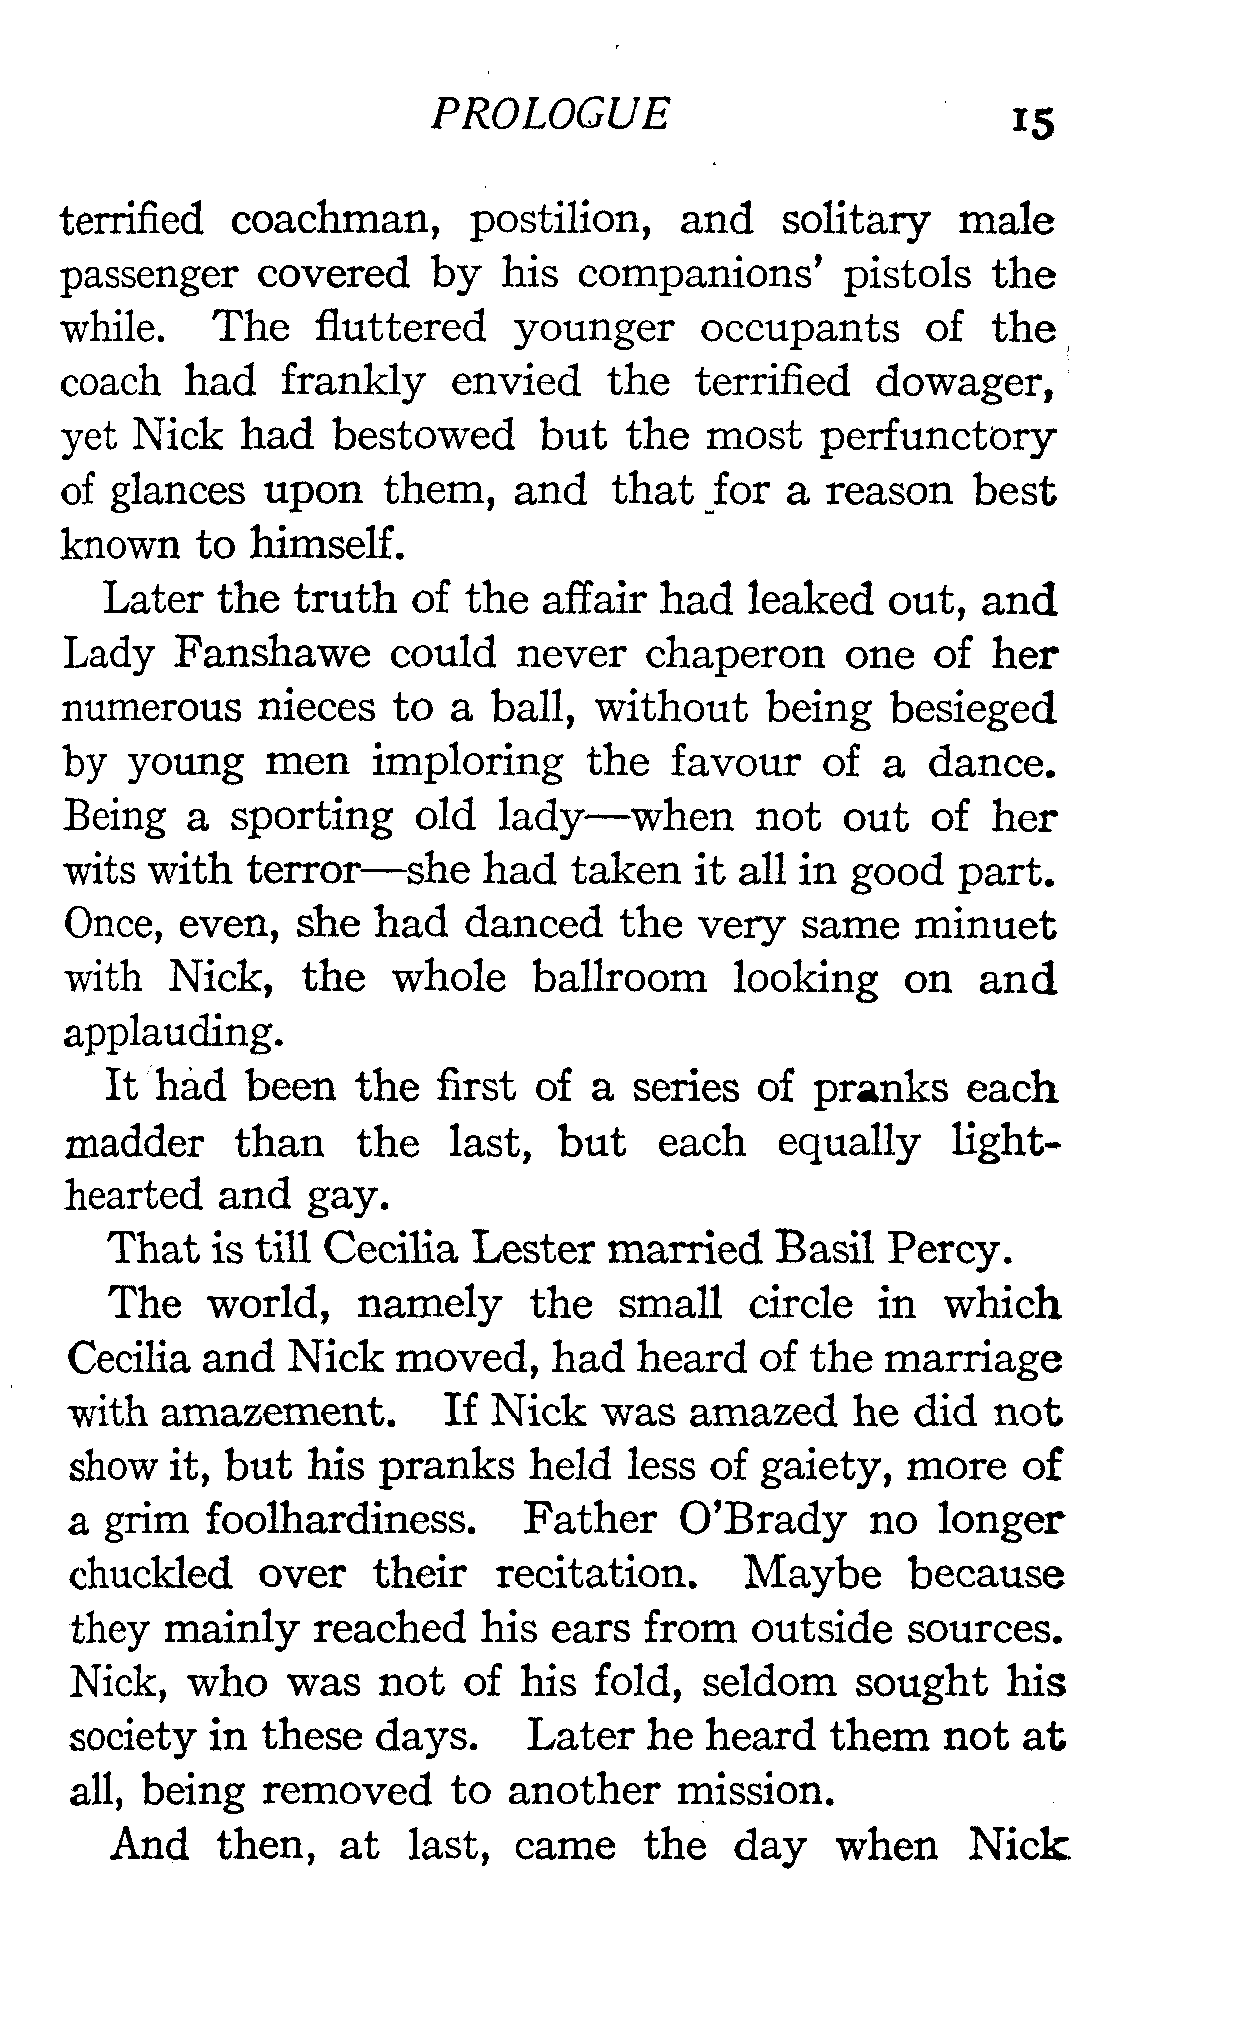 PROLOGUE 15
terrified coachman, postilion, and solitary male
passenger covered by his companions' pistols the
while. The fluttered younger occupants of the
coach had frankly envied the terrified dowager,
yet Nick had bestowed but the most perfunctory
of glances upon them, and that for a reason best
known to himself.
Later the truth of the affair had leaked out, and
Lady Fanshawe could never chaperon one of her
numerous nieces to a ball, without being besieged
by young men imploring the favour of a dance.
Being a sporting old lady—when not out of her
wits with terror—she had taken it all in good part.
Once, even, she had danced the very same minuet
with Nick, the whole ballroom looking on and
applauding.
It had been the first of a series of pranks each
madder than the last, but each equally light-
hearted and gay.
That is till Cecilia Lester married Basil Percy.
The world, namely the small circle in which
Cecilia and Nick moved, had heard of the marriage
with amazement. If Nick was amazed he did not
show it, but his pranks held less of gaiety, more of
a grim foolhardiness. Father O'Brady no longer
chuckled over their recitation. Maybe because
they mainly reached his ears from outside sources.
Nick, who was not of his fold, seldom sought his
society in these days. Later he heard them not at
all, being removed to another mission.
And then, at last, came the day when Nick